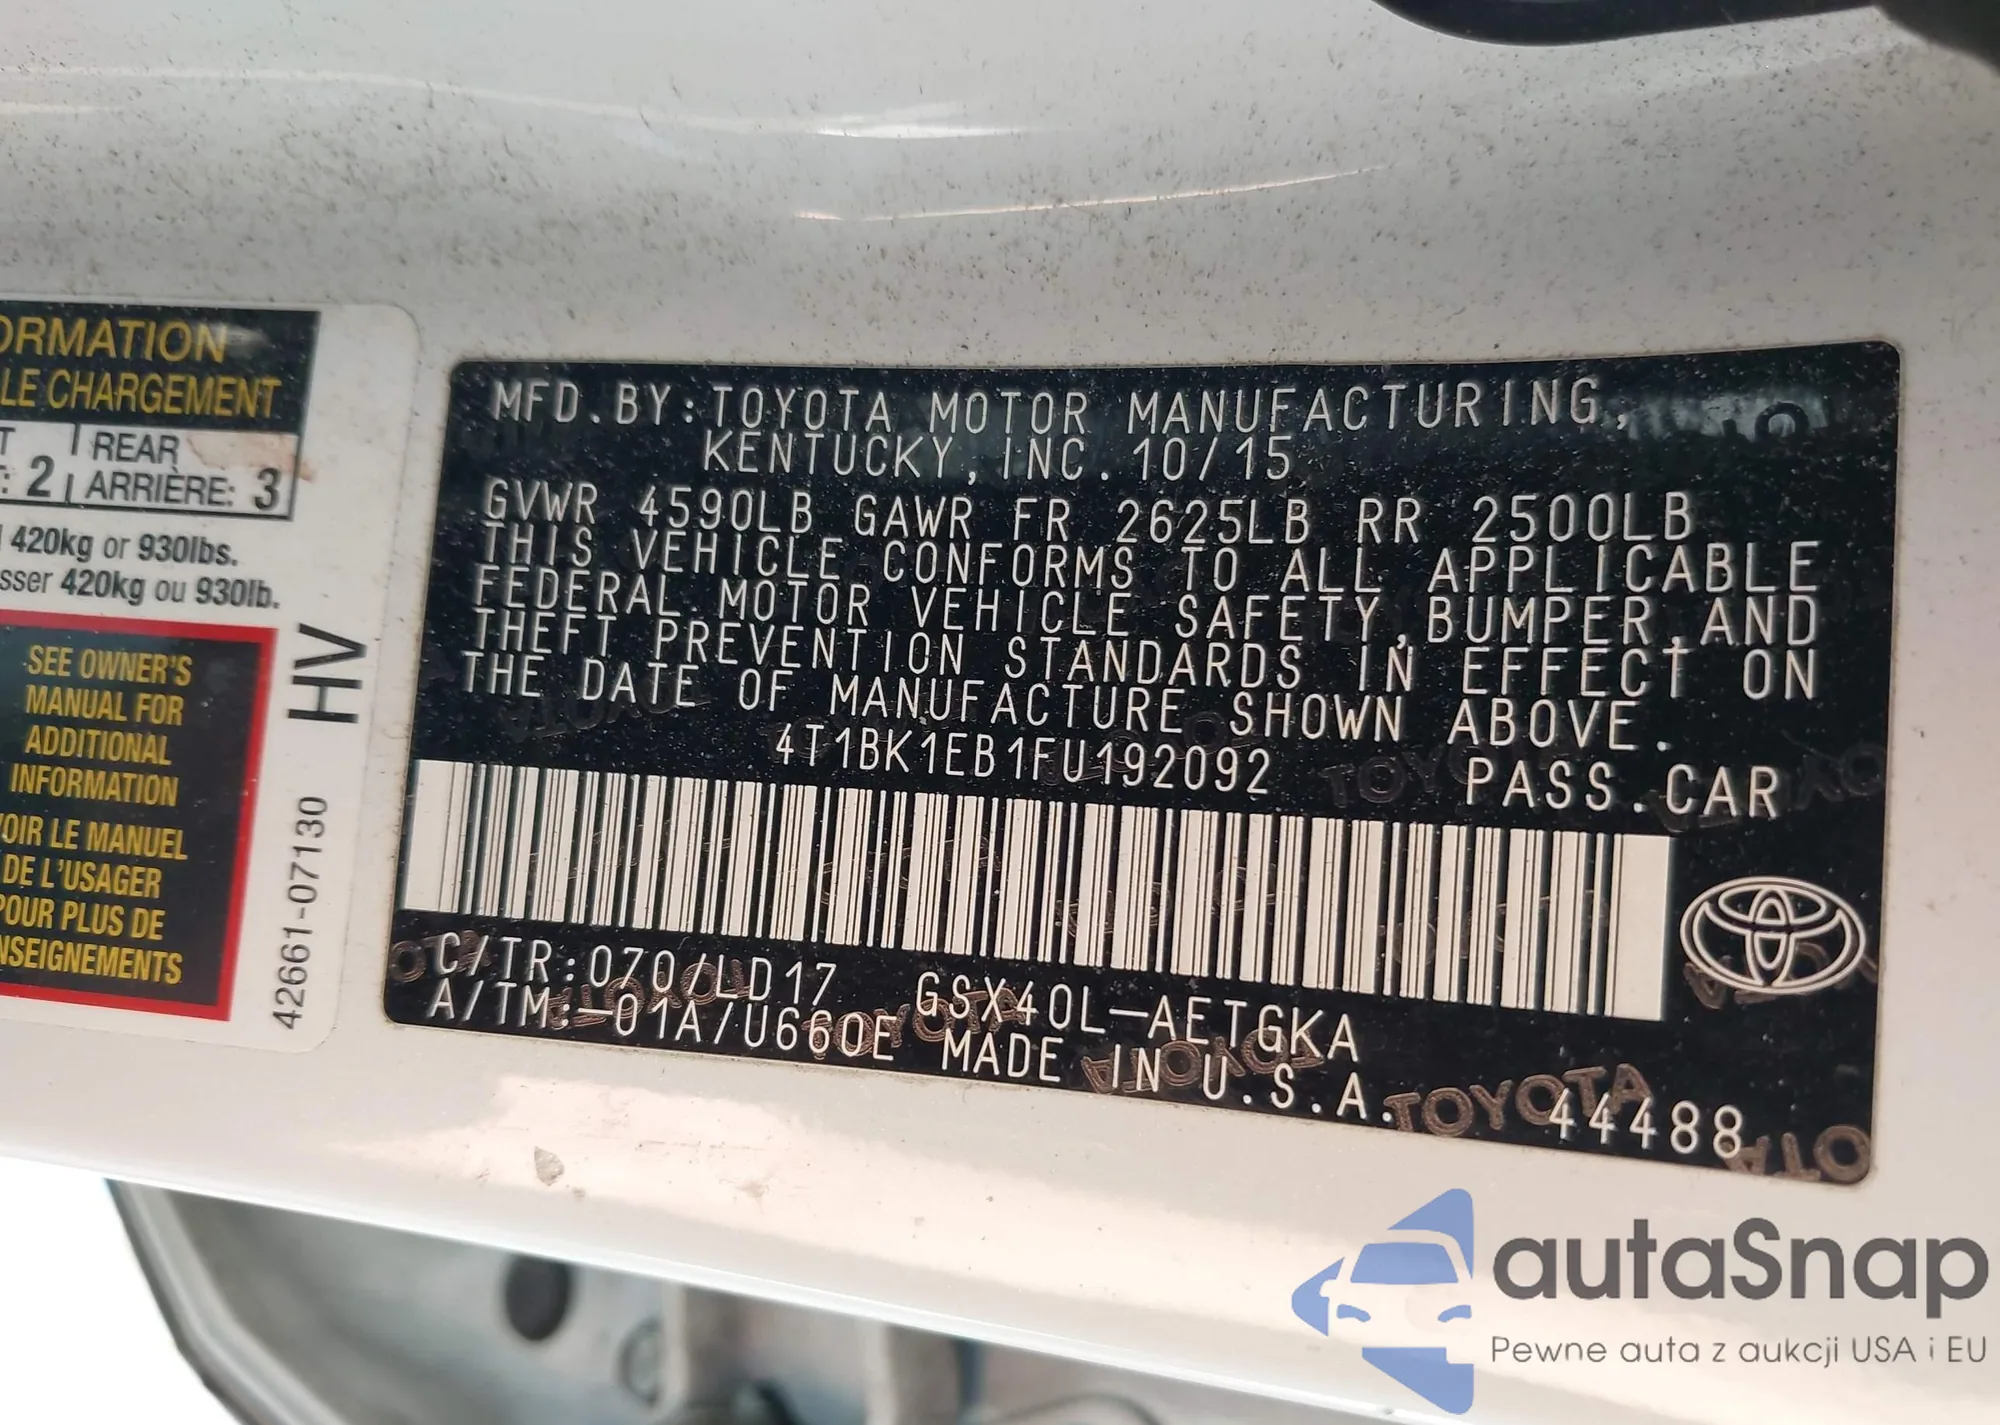 ORMATION
LE CHARGEMENT
T REAR
: 2 ARRIÈRE: 3
420kg or 930lbs.
sser 420kg ou 930lb.
SEE OWNER'S
MANUAL FOR
ADDITIONAL
INFORMATION
OIR LE MANUEL
DE L'USAGER
POUR PLUS DE
NSEIGNEMENTS
HV
42661-07130
MFD.BY:TOYOTA MOTOR MANUFACTURING,
KENTUCKY, INC. 10/15
GVWR 4590LB GAWR FR 2625LB RR 2500LB
THIS VEHICLE CONFORMS TO ALL APPLICABLE
FEDERAL MOTOR VEHICLE SAFETY, BUMPER, AND
THEFT PREVENTION STANDARDS IN EFFECT ON
THE DATE OF MANUFACTURE SHOWN ABOVE.
4T1BK1EB1FU192092 PASS.CAR
C/TR:070/LD17 GSX40L-AETGKA
A/TM:-01A/U660E MADE IN U.S.A.
TOYOTA
44488
autaSnap
Pewne auta z aukcji USA i EU